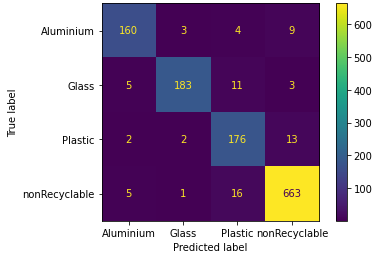 Aluminium 160 3 4 9
Glass 5 183 11 3
Plastic 2 2 176 13
nonRecyclable 5 1 16 663
Aluminium Glass Plastic nonRecyclable
Predicted label
True label
600
500
400
300
200
100